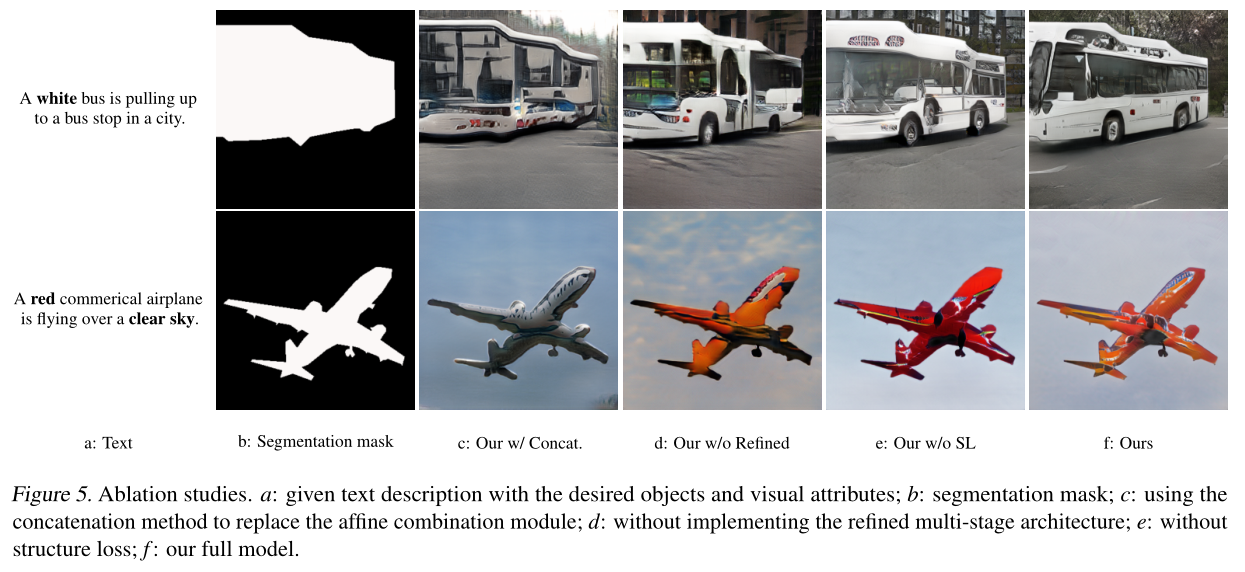 A white bus is pulling up
to a bus stop in a city.
A red commerical airplane
is flying over a clear sky.
a: Text
b: Segmentation mask
c: Our w/ Concat.
d: Our w/o Refined
e: Our w/o SL
f: Ours
Figure 5. Ablation studies. a: given text description with the desired objects and visual attributes; b: segmentation mask; c: using the
concatenation method to replace the affine combination module; d: without implementing the refined multi-stage architecture; e: without
structure loss; f: our full model.